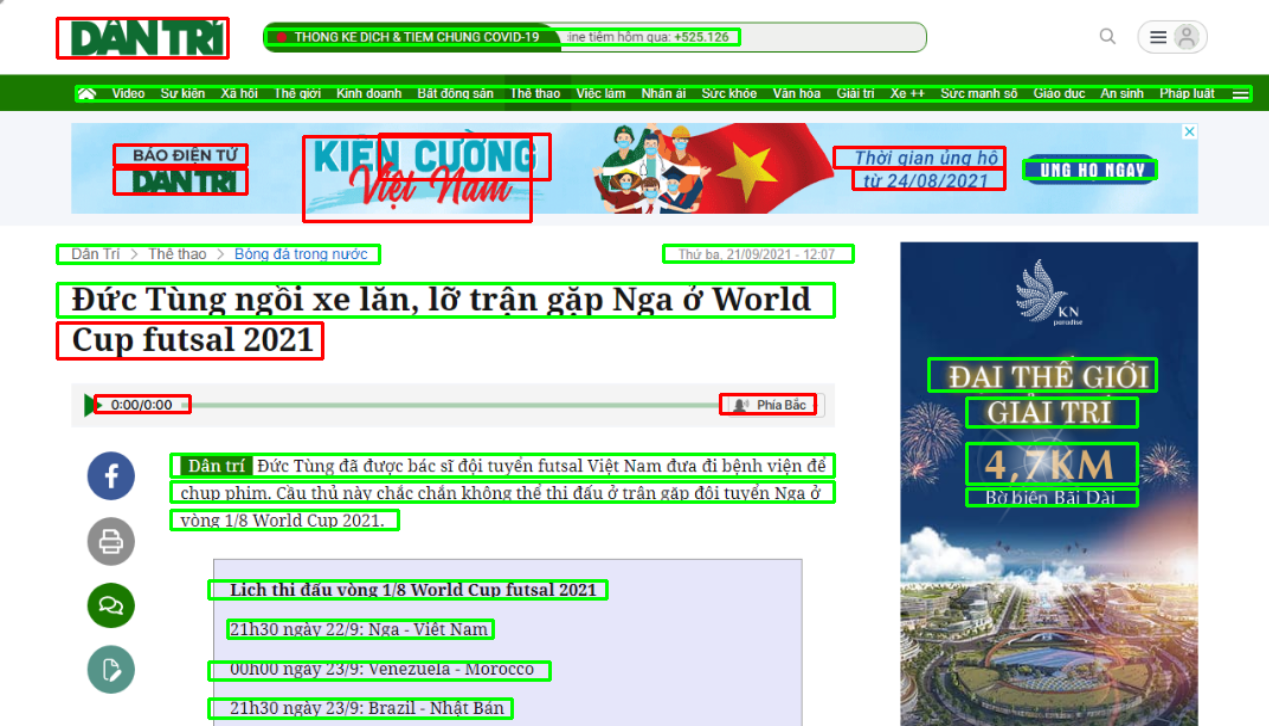 DÂN TRÍ
THỐNG KÊ DỊCH & TIÊM CHỦNG COVID-19 :ine tiêm hôm qua: +525.126
Video Sự kiện Xã hội Thế giới Kinh doanh Bất động sản Thể thao Việc làm Nhân ái Sức khỏe Văn hóa Giải trí Xe ++ Sức mạnh số Giáo dục An sinh Pháp luật
BÁO ĐIỆN TỬ
DÂN TRÍ
KIÊN CƯỜNG
Việt Nam
Thời gian ủng hộ
từ 24/08/2021
ỦNG HỘ NGAY
Dân Trí > Thể thao > Bóng đá trong nước
Thứ ba, 21/09/2021 - 12:07
Đức Tùng ngồi xe lăn, lỡ trận gặp Nga ở World
Cup futsal 2021
0:00/0:00
Phía Bắc
Dân trí Đức Tùng đã được bác sĩ đội tuyển futsal Việt Nam đưa đi bệnh viện để
chụp phim. Cầu thủ này chắc chắn không thể thi đấu ở trận gặp đội tuyển Nga ở
vòng 1/8 World Cup 2021.
Lịch thi đấu vòng 1/8 World Cup futsal 2021
21h30 ngày 22/9: Nga - Việt Nam
00h00 ngày 23/9: Venezuela - Morocco
21h30 ngày 23/9: Brazil - Nhật Bản
KN
paradise
ĐẠI THẾ GIỚI
GIẢI TRÍ
4,7KM
Bờ biển Bãi Dài